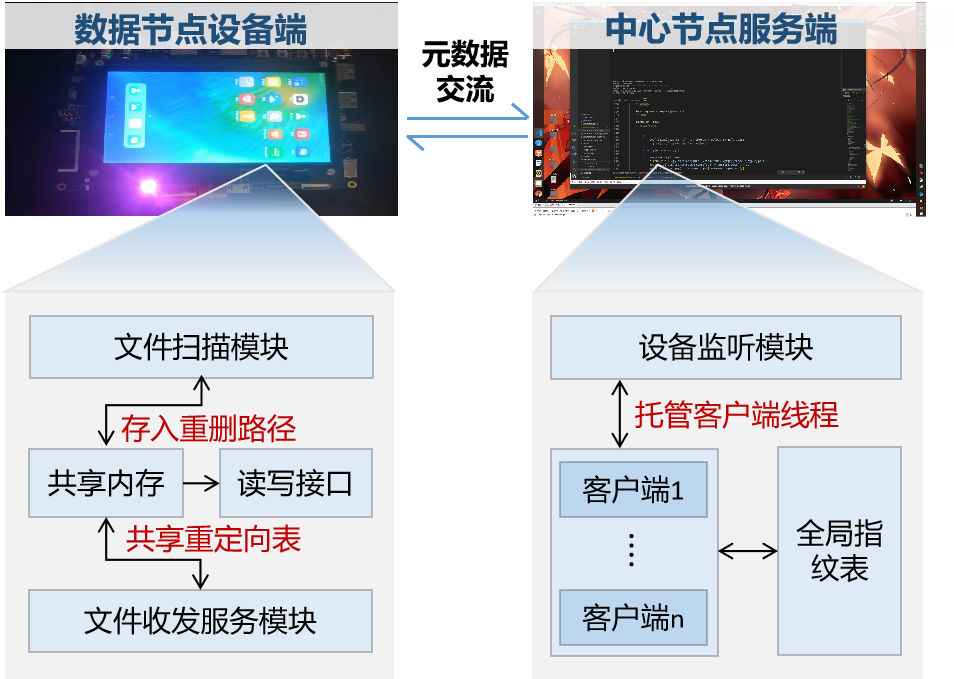 数据节点设备端
中心节点服务端
元数据
交流
文件扫描模块
存入重删路径
共享内存
读写接口
共享重定向表
文件收发服务模块
设备监听模块
托管客户端线程
客户端1
客户端n
全局指
纹表